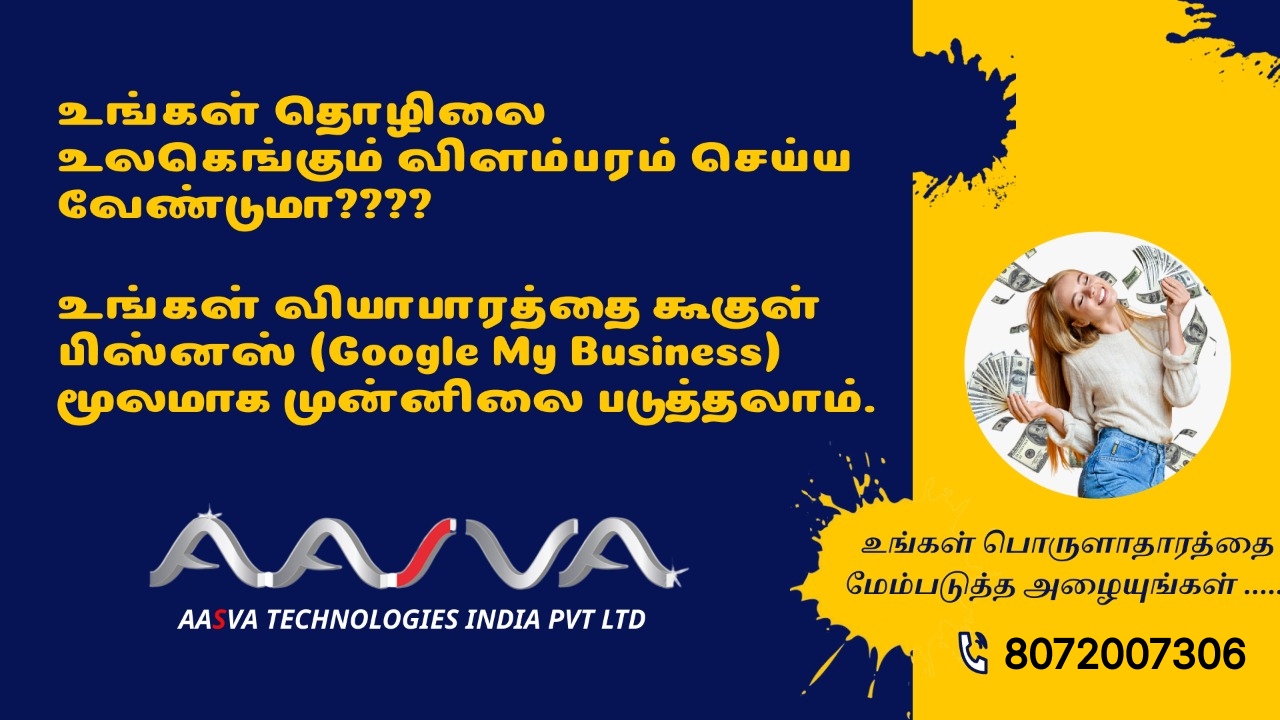 உங்கள் தொழிலை
உலகெங்கும் விளம்பரம் செய்ய
வேண்டுமா????
உங்கள் வியாபாரத்தை கூகுள்
பிஸ்னஸ் (Google My Business)
மூலமாக முன்னிலை படுத்தலாம்.
AASVA
AASVA TECHNOLOGIES INDIA PVT LTD
உங்கள் பொருளாதாரத்தை
மேம்படுத்த அழையுங்கள் .....
8072007306